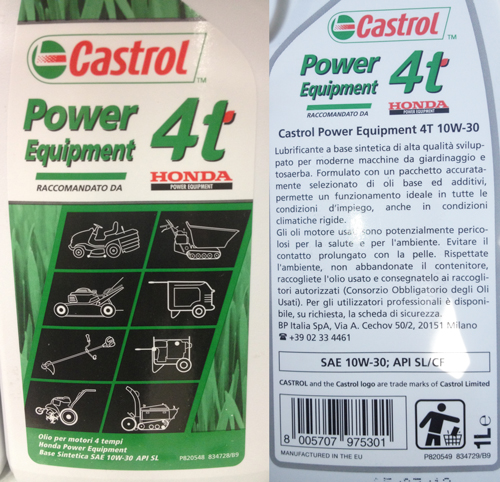 Castrol
TM
Power
Equipment
4t
RACCOMANDATO DA
HONDA
POWER EQUIPMENT
Olio per motori 4 tempi
Honda Power Equipment
Base Sintetica SAE 10W-30 API SL
P820548 834728/B9
Castrol
TM
Power
Equipment
4t
RACCOMANDATO DA
HONDA
POWER EQUIPMENT
Castrol Power Equipment 4T 10W-30
Lubrificante a base sintetica di alta qualità svilup-
pato per moderne macchine da giardinaggio e
tosaerba. Formulato con un pacchetto accurata-
mente selezionato di oli base ed additivi,
permette un funzionamento ideale in tutte le
condizioni d'impiego, anche in condizioni
climatiche rigide.
Gli oli motore usati sono potenzialmente perico-
losi per la salute e per l'ambiente. Evitare il
contatto prolungato con la pelle. Rispettate
l'ambiente, non abbandonate il contenitore,
raccogliete l'olio usato e consegnatelo ai raccogli-
tori autorizzati (Consorzio Obbligatorio degli Oli
Usati). Per gli utilizzatori professionali è disponi-
bile, su richiesta, la scheda di sicurezza.
BP Italia SpA, Via A. Cechov 50/2, 20151 Milano
☎ +39 02 33 4461
SAE 10W-30; API SL/CF
CASTROL and the Castrol logo are trade marks of Castrol Limited
8 005707 975301
1Le
MANUFACTURED IN THE EU
P820549 834729/B9